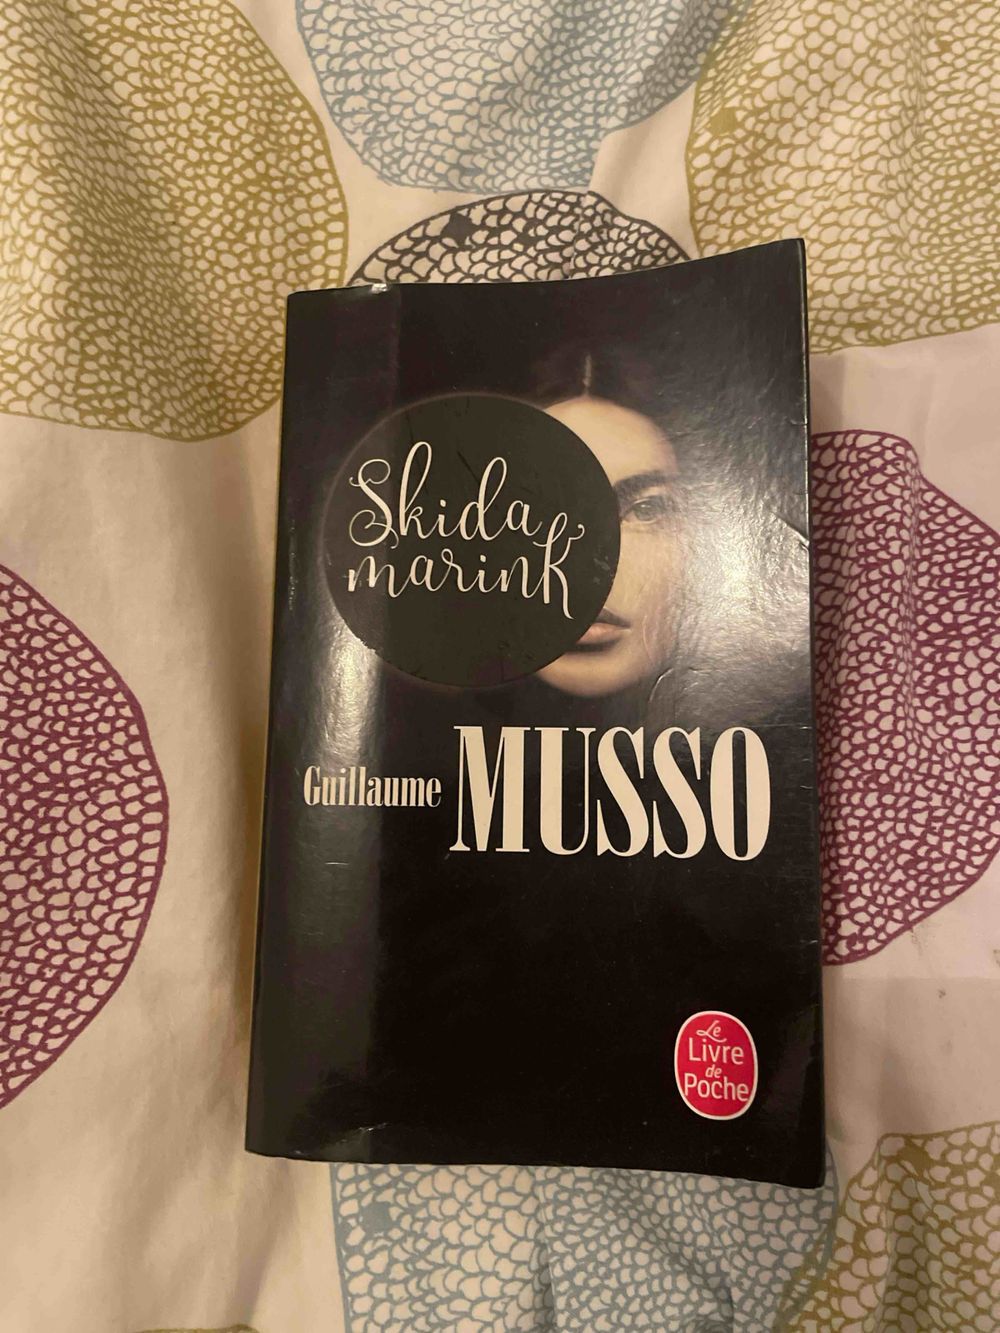 Skida
marink
Guillaume MUSSO
Le
Livre
de
Poche